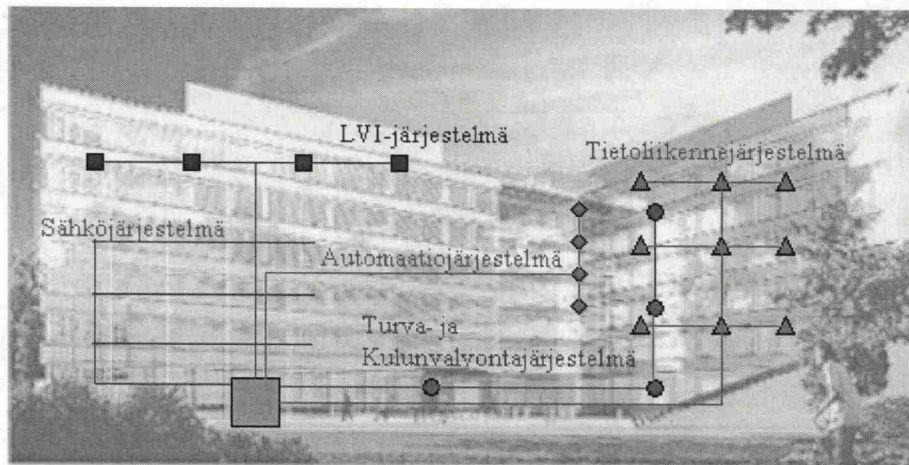 LVI-järjestelmä
Tietoliikennejärjestelmä
Sähköjärjestelmä
Automaatiojärjestelmä
Turva- ja
Kulunvalvontajärjestelmä